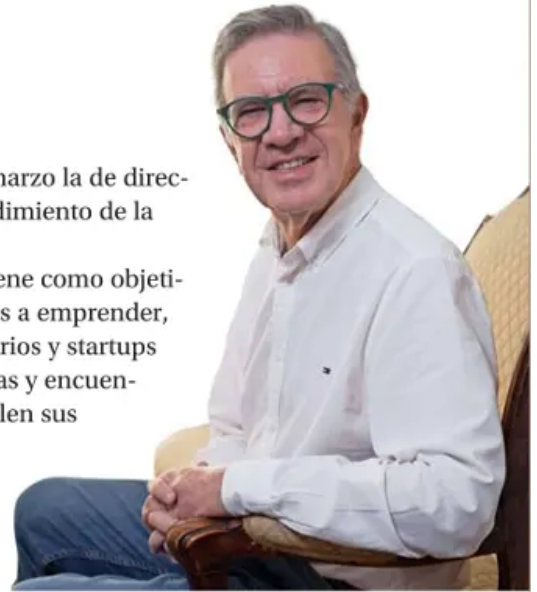 marzo la de direc-
dimiento de la
ene como objeti-
s a emprender,
rios y startups
as y encuen-
len sus